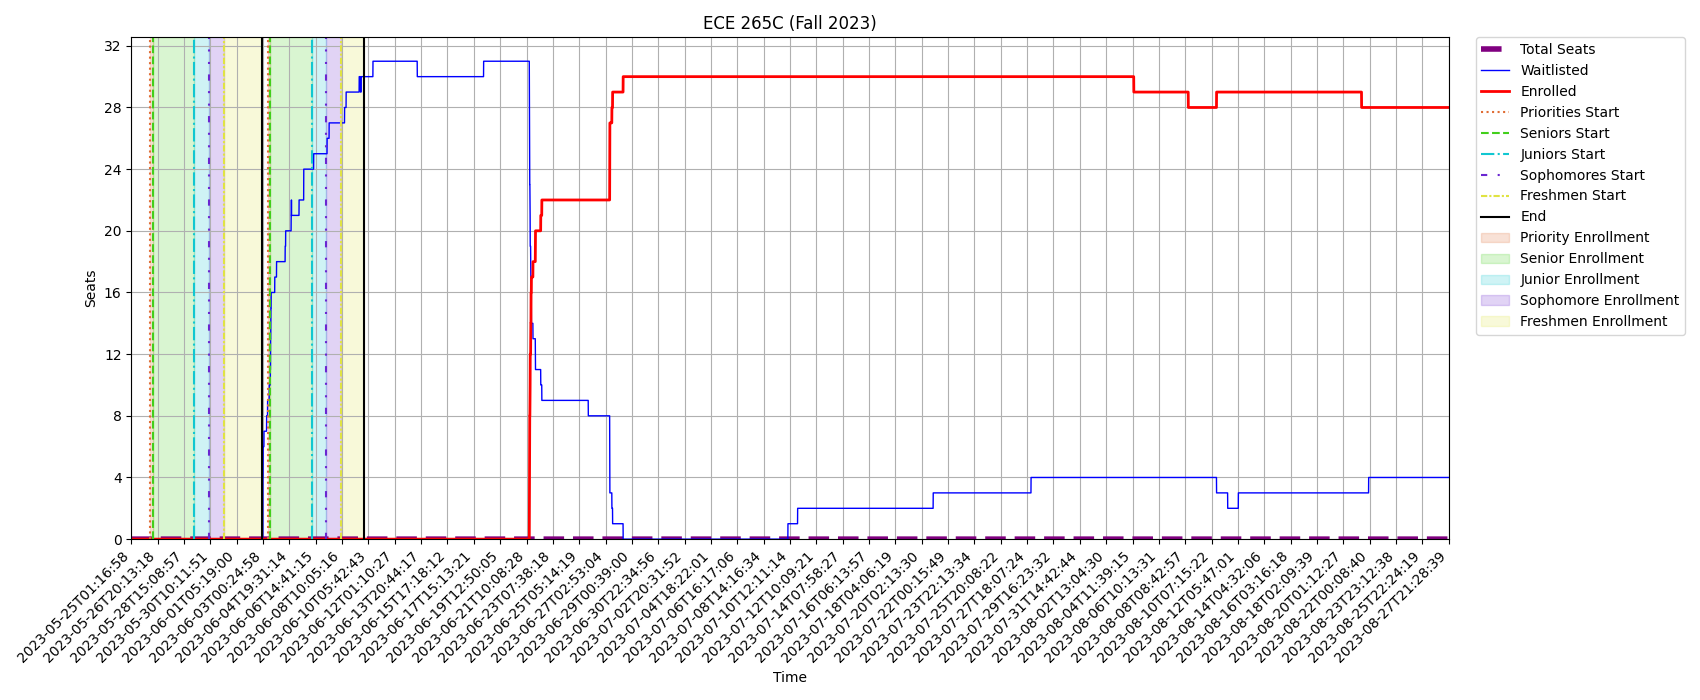 ECE 265C (Fall 2023)
32
28
24
20
16
12
8
4
0
Seats
2023-05-25T01:16:58
2023-05-26T20:13:18
2023-05-28T15:08:57
2023-05-30T10:11:51
2023-06-01T05:19:00
2023-06-03T00:24:58
2023-06-04T19:31:14
2023-06-06T14:41:15
2023-06-08T10:05:16
2023-06-10T05:42:43
2023-06-12T01:10:27
2023-06-13T20:44:17
2023-06-15T17:18:12
2023-06-17T15:13:21
2023-06-19T12:50:05
2023-06-21T10:08:28
2023-06-23T07:38:18
2023-06-25T05:14:19
2023-06-27T02:53:04
2023-06-29T00:39:00
2023-06-30T22:34:56
2023-07-02T20:31:52
2023-07-04T18:22:01
2023-07-06T16:17:06
2023-07-08T14:16:34
2023-07-10T12:11:14
2023-07-12T10:09:21
2023-07-14T07:58:27
2023-07-16T06:13:57
2023-07-18T04:06:19
2023-07-20T02:13:30
2023-07-22T00:15:49
2023-07-23T22:13:34
2023-07-25T20:08:22
2023-07-27T18:07:24
2023-07-29T16:23:32
2023-07-31T14:42:44
2023-08-02T13:04:30
2023-08-04T11:39:15
2023-08-06T10:13:31
2023-08-08T08:42:57
2023-08-10T07:15:22
2023-08-12T05:47:01
2023-08-14T04:32:06
2023-08-16T03:16:18
2023-08-18T02:09:39
2023-08-20T01:12:27
2023-08-22T00:08:40
2023-08-23T23:12:38
2023-08-25T22:24:19
2023-08-27T21:28:39
Time
Total Seats
Waitlisted
Enrolled
Priorities Start
Seniors Start
Juniors Start
Sophomores Start
Freshmen Start
End
Priority Enrollment
Senior Enrollment
Junior Enrollment
Sophomore Enrollment
Freshmen Enrollment